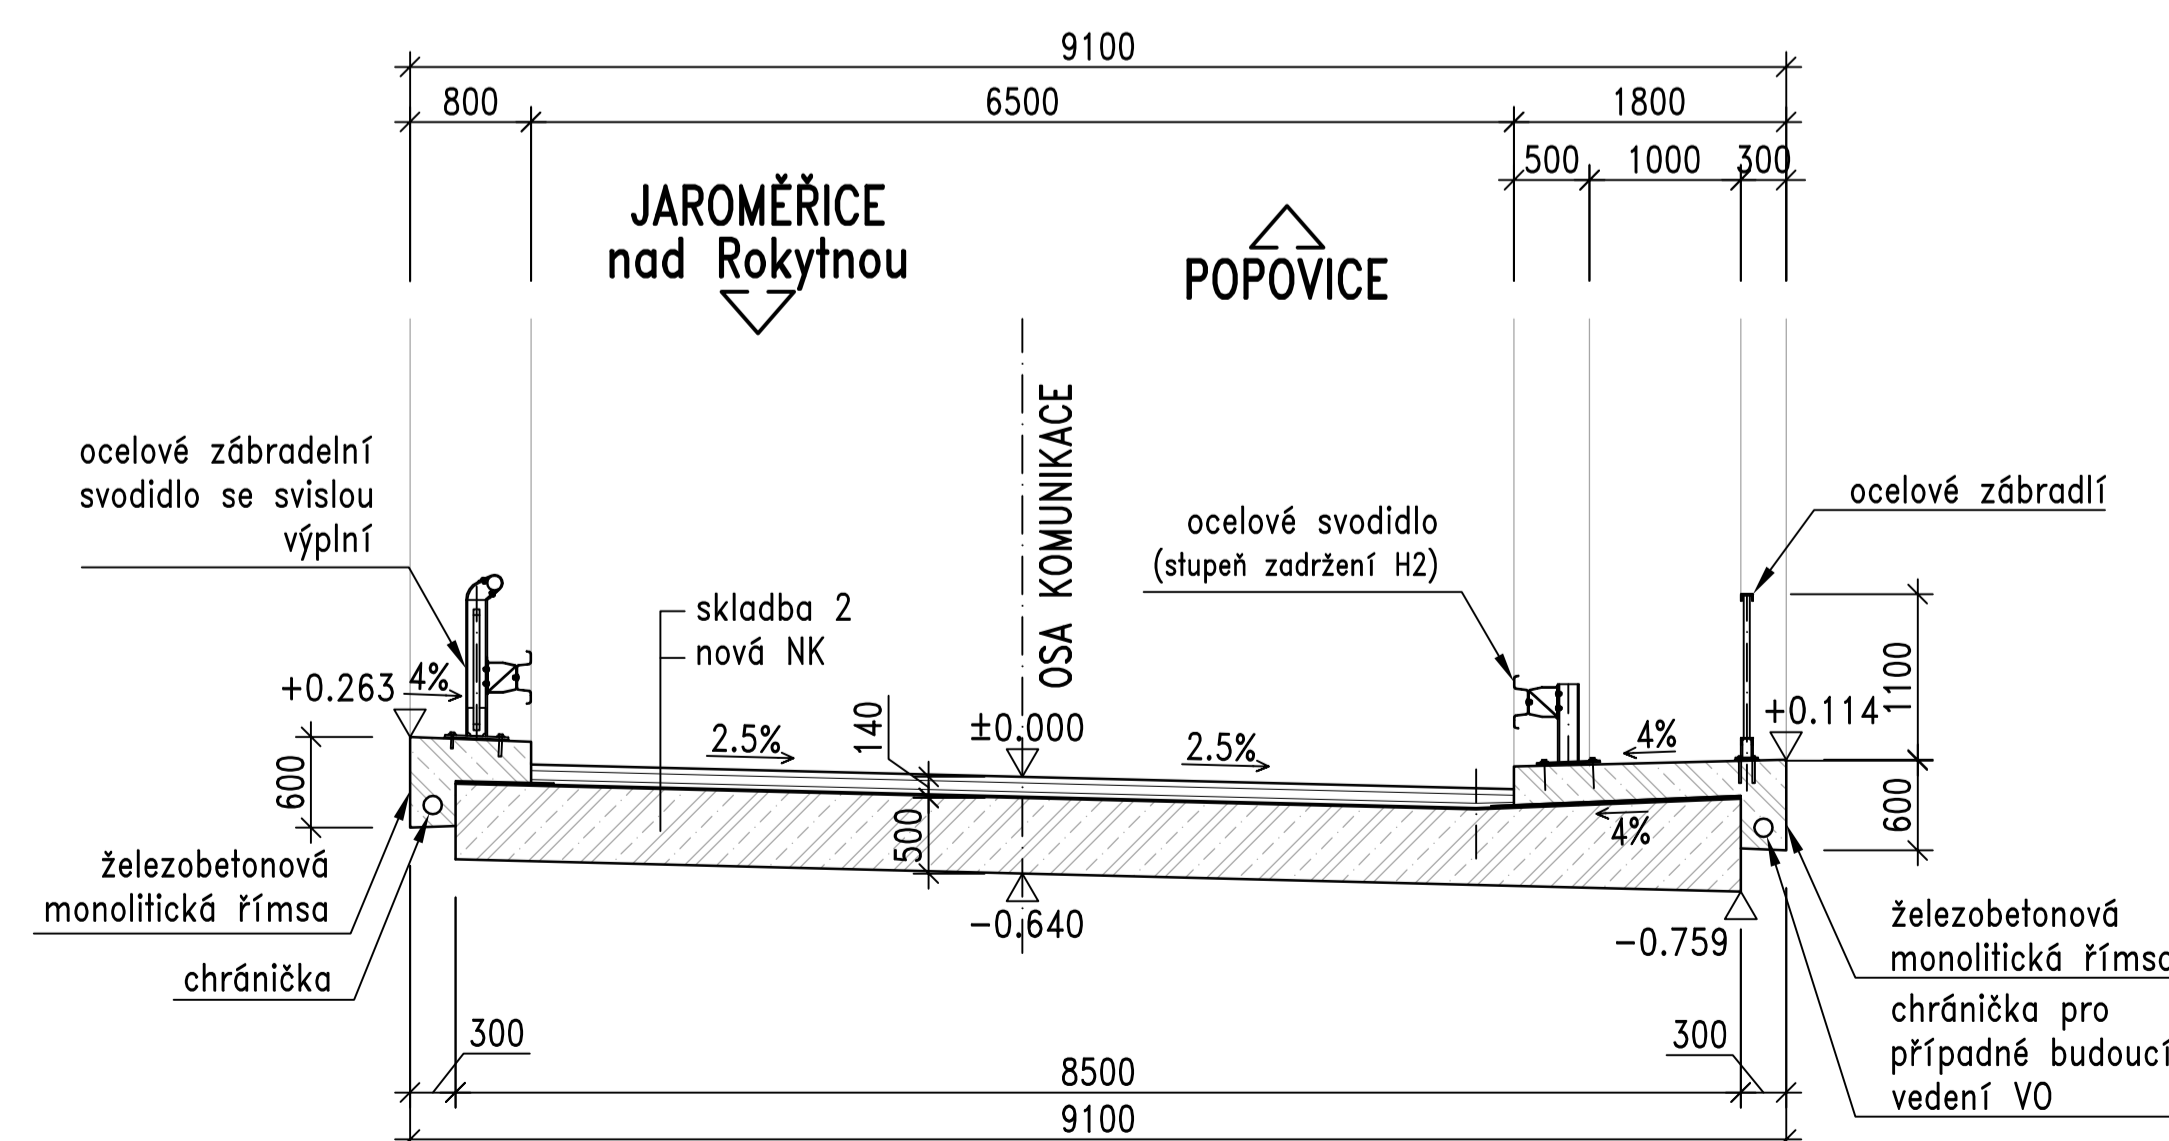 9100
800
6500
1800
500
1000
300
JAROMĚŘICE
nad Rokytnou
POPOVICE
OSA KOMUNIKACE
ocelové zábradelní
svodidlo se svislou
výplní
ocelové svodidlo
(stupeň zadržení H2)
ocelové zábradlí
skladba 2
nová NK
+0.263
4%
600
2.5%
140
±0.000
2.5%
4%
+0.114
1100
600
500
4%
-0.640
-0.759
železobetonová
monolitická římsa
chránička
železobetonová
monolitická římsa
chránička pro
případné budoucí
vedení VO
300
8500
300
9100